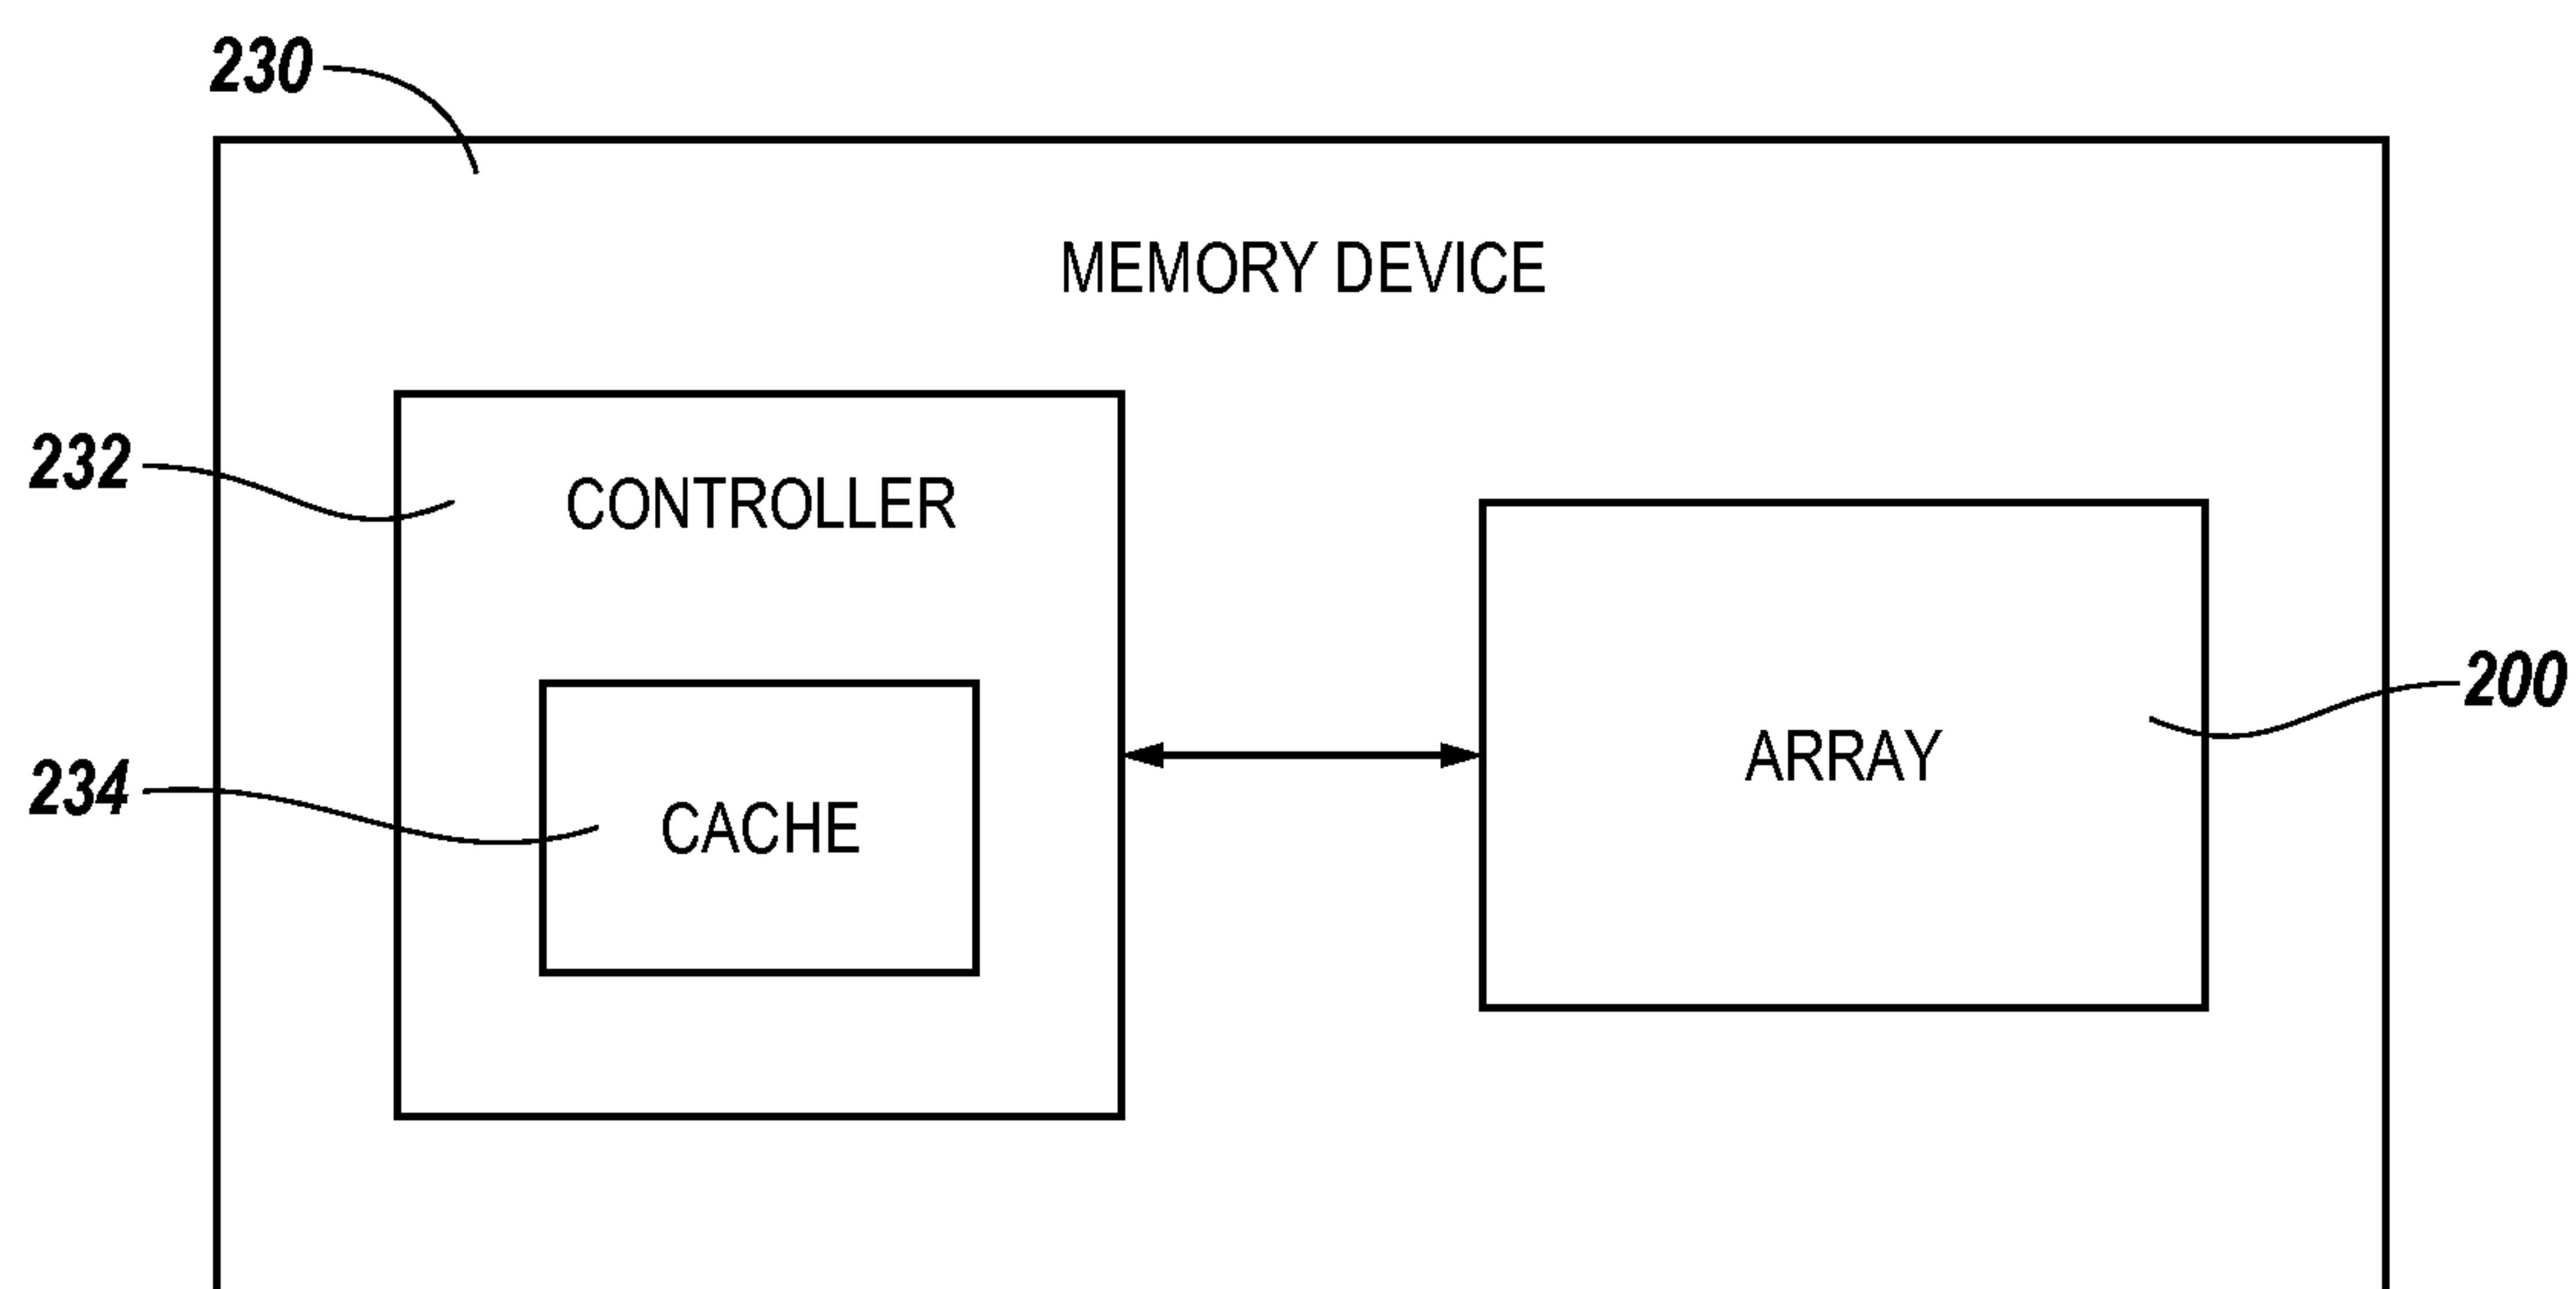 230
MEMORY DEVICE
232
CONTROLLER
200
ARRAY
234
CACHE